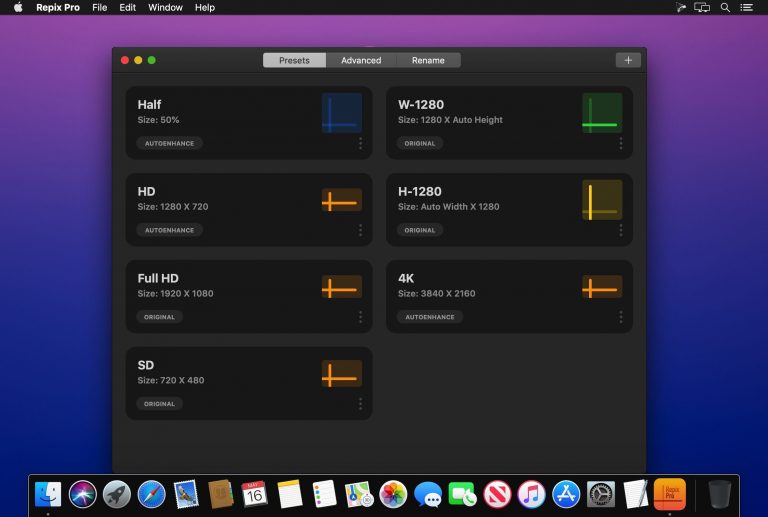 Repix Pro File Edit Window Help
Presets Advanced Rename +
Half
Size: 50%
AUTOENHANCE
W-1280
Size: 1280 X Auto Height
ORIGINAL
HD
Size: 1280 X 720
AUTOENHANCE
H-1280
Size: Auto Width X 1280
ORIGINAL
Full HD
Size: 1920 X 1080
ORIGINAL
4K
Size: 3840 X 2160
AUTOENHANCE
SD
Size: 720 X 480
ORIGINAL
MAY
16
Repix
Pro